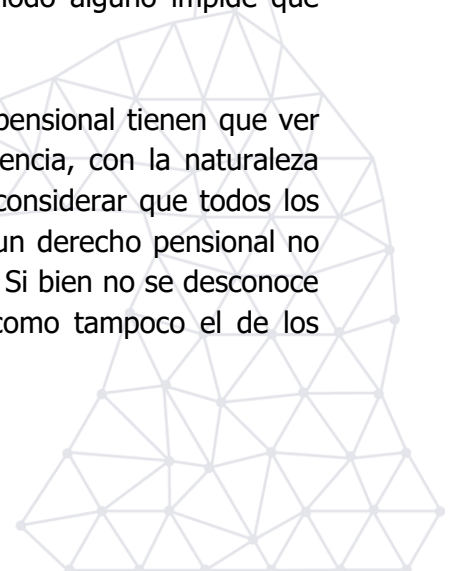 modo alguno impide que
pensional tienen que ver
encia, con la naturaleza
considerar que todos los
un derecho pensional no
Si bien no se desconoce
como tampoco el de los